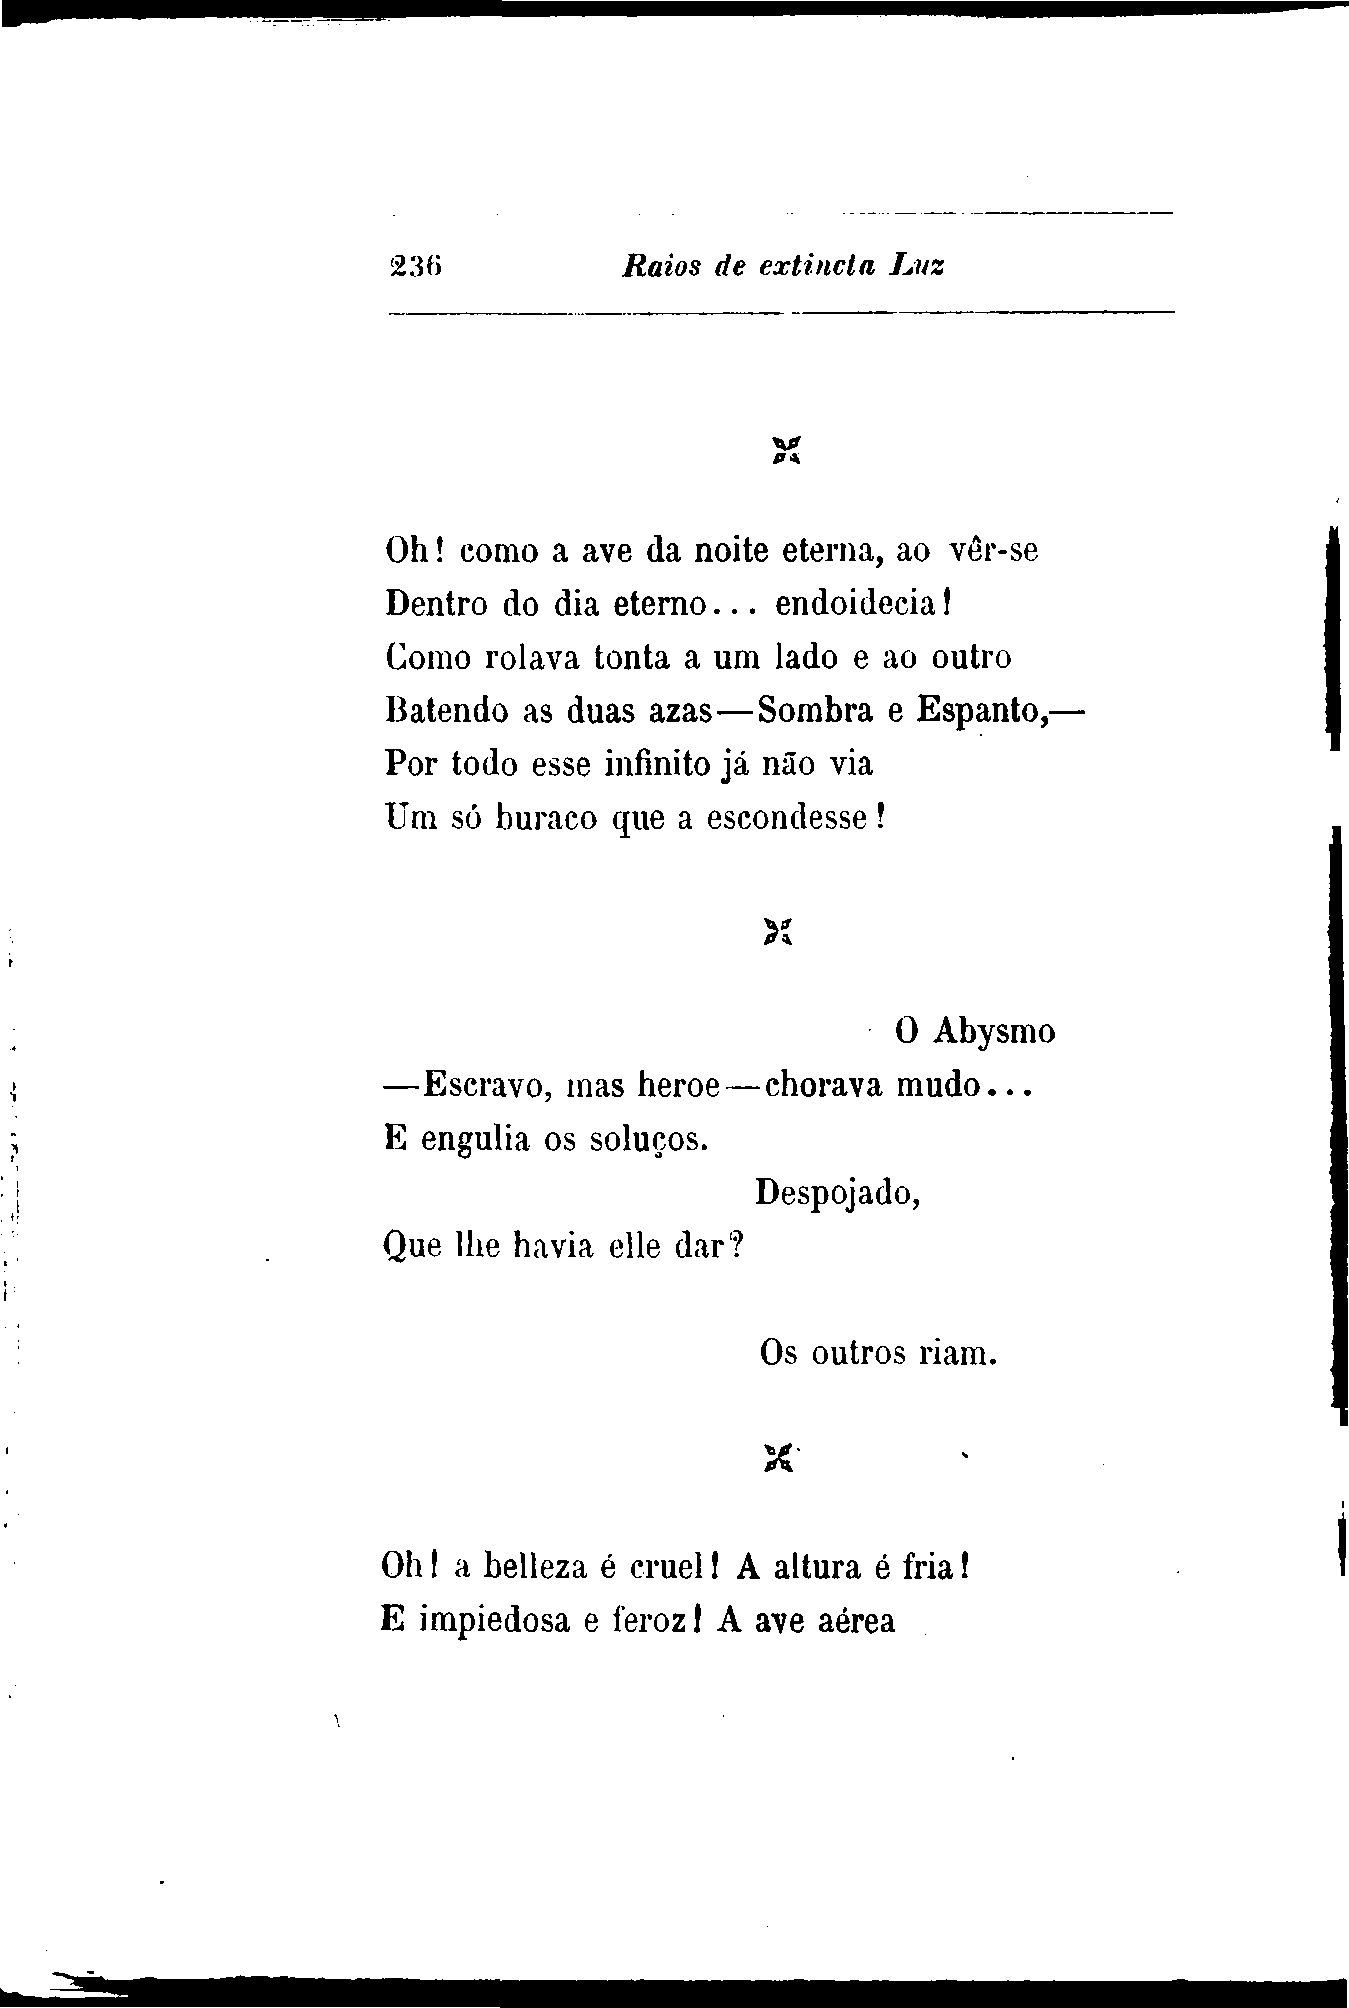 236 Raios de extincta Luz
Oh! como a ave da noite eterna, ao vêr-se
Dentro do dia eterno... endoidecia!
Como rolava tonta a um lado e ao outro
Batendo as duas azas—Sombra e Espanto,—
Por todo esse infinito já não via
Um só buraco que a escondesse!
O Abysmo
—Escravo, mas heroe—chorava mudo...
E engulia os soluços.
Despojado,
Que lhe havia elle dar?
Os outros riam.
Oh! a belleza é cruel! A altura é fria!
E impiedosa e feroz! A ave aérea